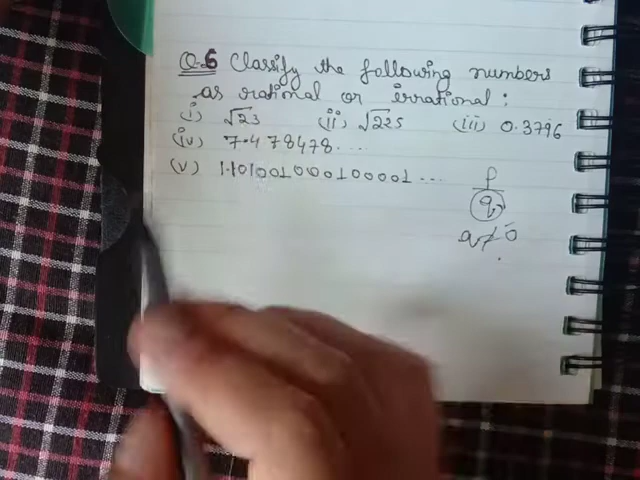 Q.6 Classify the following numbers
as rational or irrational :
(i) √23 (ii) √225 (iii) 0.3796
(iv) 7.478478....
(v) 1.101001000100001...
p
q
q≠0